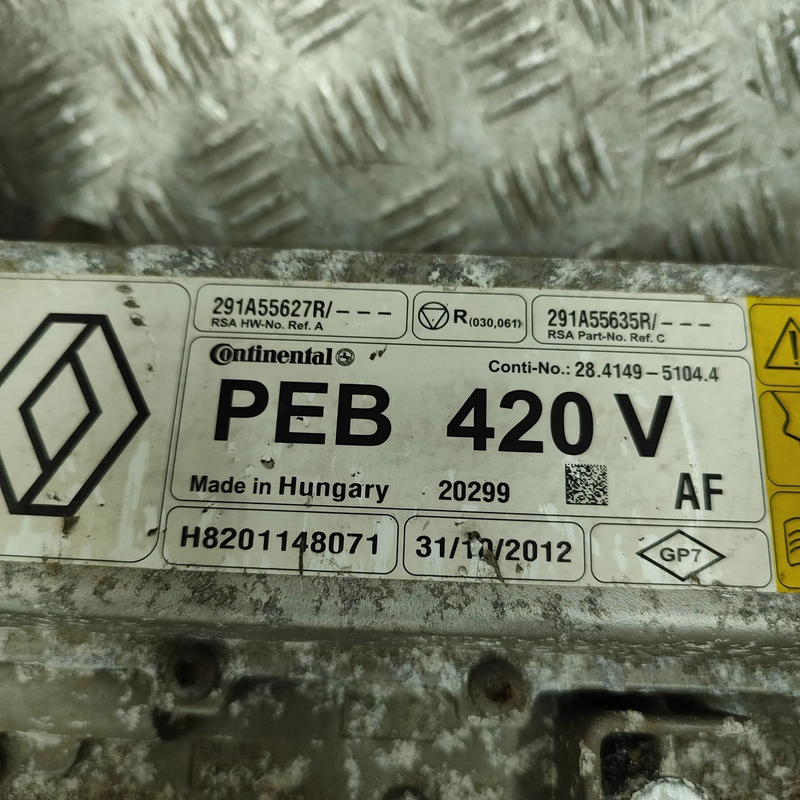 291A55627R/---
RSA HW-No. Ref. A
R (030,061)
291A55635R/---
RSA Part-No. Ref. C
Continental
Conti-No.: 28.4149-5104.4
PEB 420 V
Made in Hungary 20299 AF
H8201148071
31/10/2012
GP7